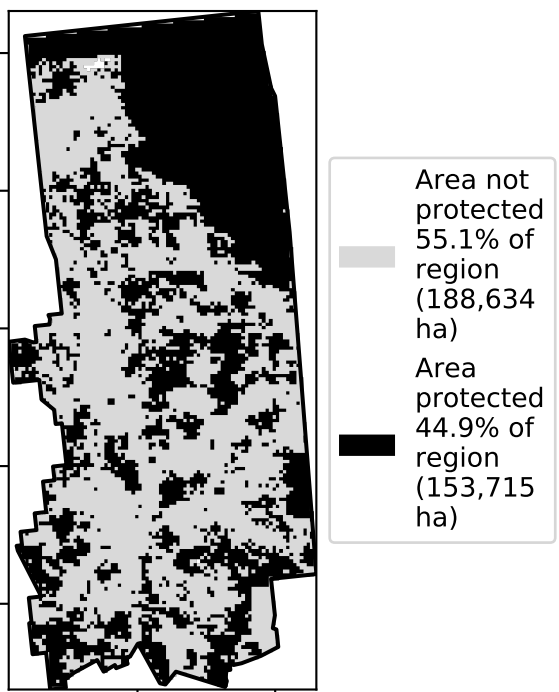 Area not
protected
55.1% of
region
(188,634
ha)
Area
protected
44.9% of
region
(153,715
ha)